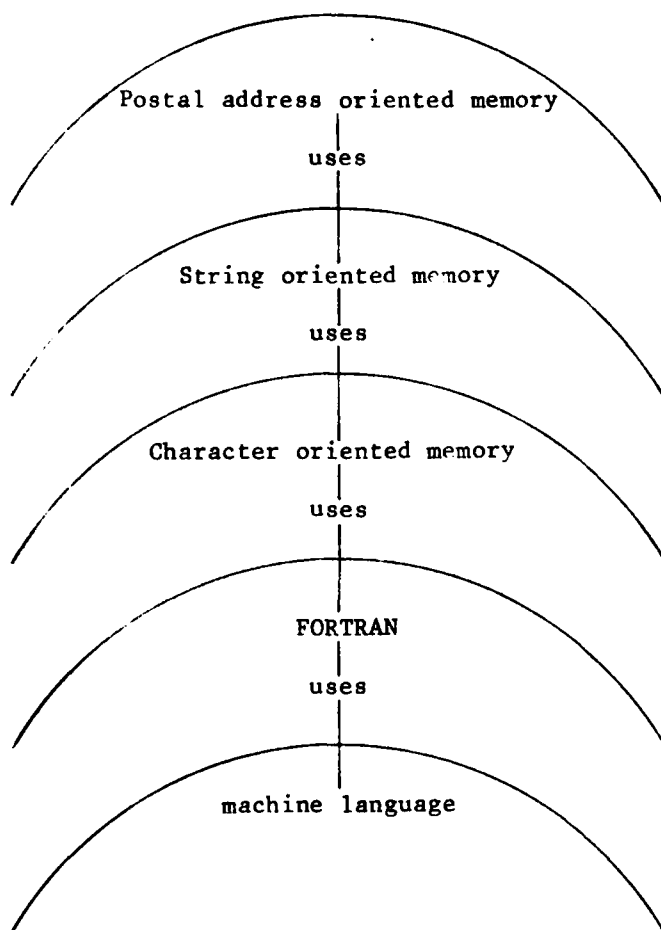 Postal address oriented memory
uses
String oriented memory
uses
Character oriented memory
uses
FORTRAN
uses
machine language